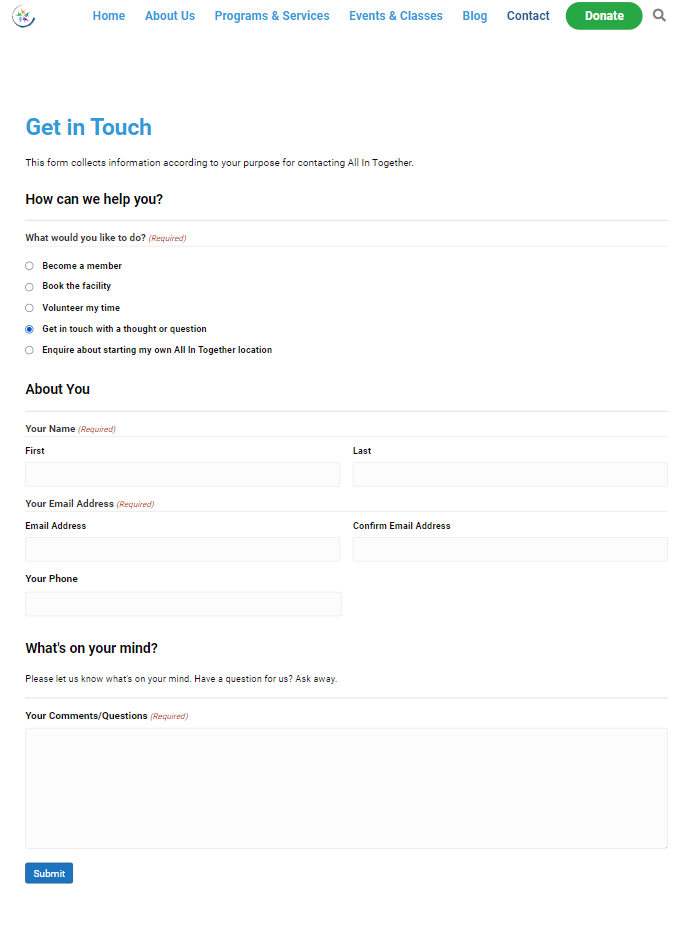 Home About Us Programs & Services Events & Classes Blog Contact Donate
Get in Touch
This form collects information according to your purpose for contacting All In Together.
How can we help you?
What would you like to do? (Required)
Become a member
Book the facility
Volunteer my time
Get in touch with a thought or question
Enquire about starting my own All In Together location
About You
Your Name (Required)
First Last
Your Email Address (Required)
Email Address Confirm Email Address
Your Phone
What's on your mind?
Please let us know what's on your mind. Have a question for us? Ask away.
Your Comments/Questions (Required)
Submit